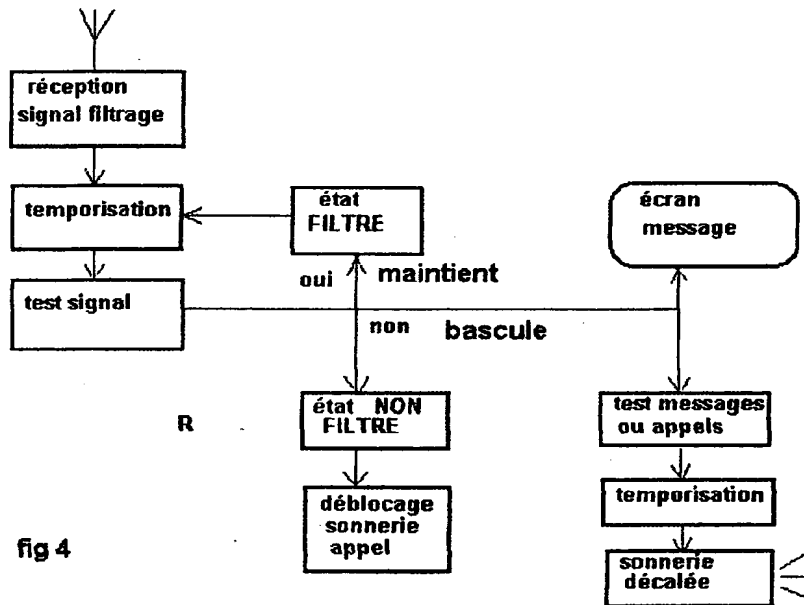 réception
signal filtrage
temporisation
état
FILTRE
écran
message
oui
maintient
test signal
non
bascule
état NON
FILTRE
test messages
ou appels
R
déblocage
sonnerie
appel
temporisation
fig 4
sonnerie
décalée